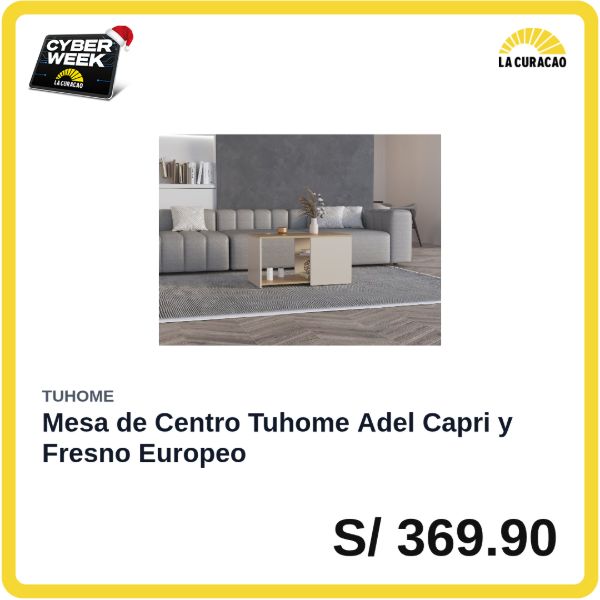 CYBER
WEEK
LA CURACAO
LA CURACAO
TUHOME
Mesa de Centro Tuhome Adel Capri y
Fresno Europeo
S/ 369.90